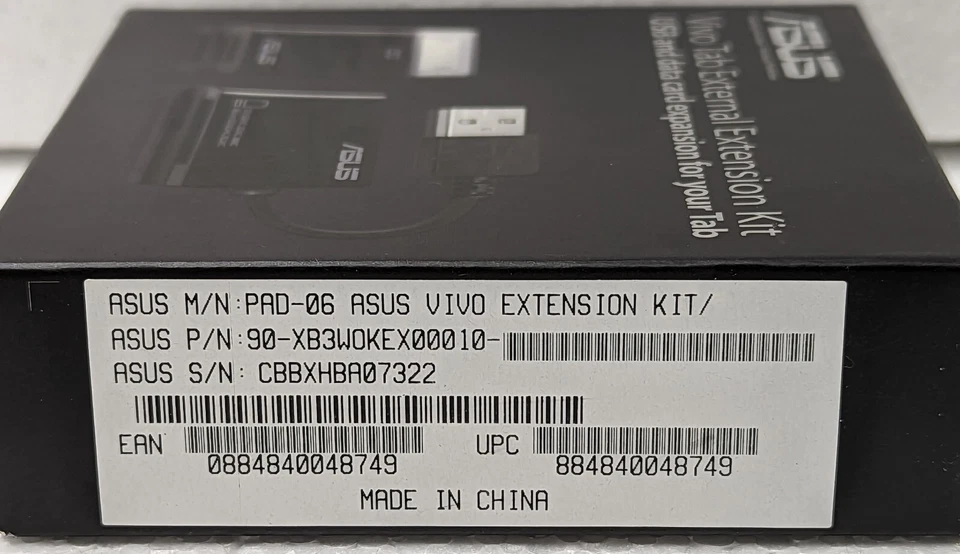 ASUS
Vivo Tab External Extension Kit
USB and data card expansion for your Tab
ASUS
ASUS M/N:PAD-06 ASUS VIVO EXTENSION KIT/
ASUS P/N:90-XB3WOKEX00010-
ASUS S/N: CBBXHBA07322
EAN
0884840048749
UPC
884840048749
MADE IN CHINA